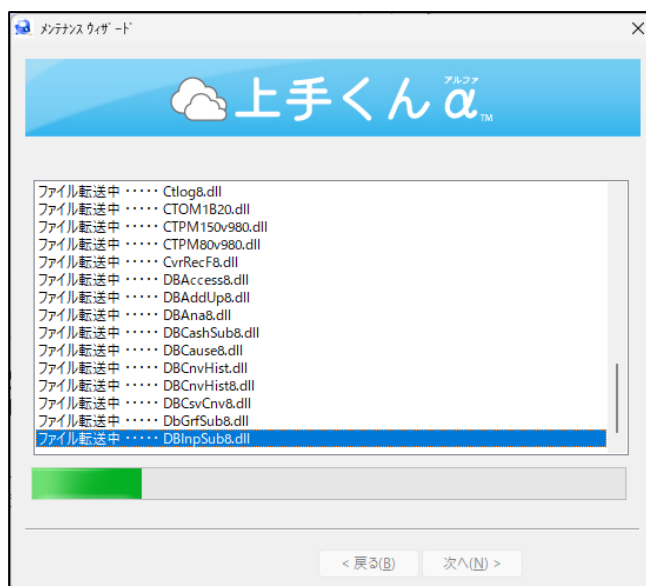 メンテナンス ウィザード
アルファ
上手くん α™
ファイル転送中 ‥‥‥ Ctlog8.dll
ファイル転送中 ‥‥‥ CTOM1B20.dll
ファイル転送中 ‥‥‥ CTPM150v980.dll
ファイル転送中 ‥‥‥ CTPM80v980.dll
ファイル転送中 ‥‥‥ CvrRecF8.dll
ファイル転送中 ‥‥‥ DBAccess8.dll
ファイル転送中 ‥‥‥ DBAddUp8.dll
ファイル転送中 ‥‥‥ DBAna8.dll
ファイル転送中 ‥‥‥ DBCashSub8.dll
ファイル転送中 ‥‥‥ DBCause8.dll
ファイル転送中 ‥‥‥ DBCnvHist.dll
ファイル転送中 ‥‥‥ DBCnvHist8.dll
ファイル転送中 ‥‥‥ DBCsvCnv8.dll
ファイル転送中 ‥‥‥ DbGrfSub8.dll
ファイル転送中 ‥‥‥ DBInpSub8.dll
< 戻る(B) 次へ(N) >